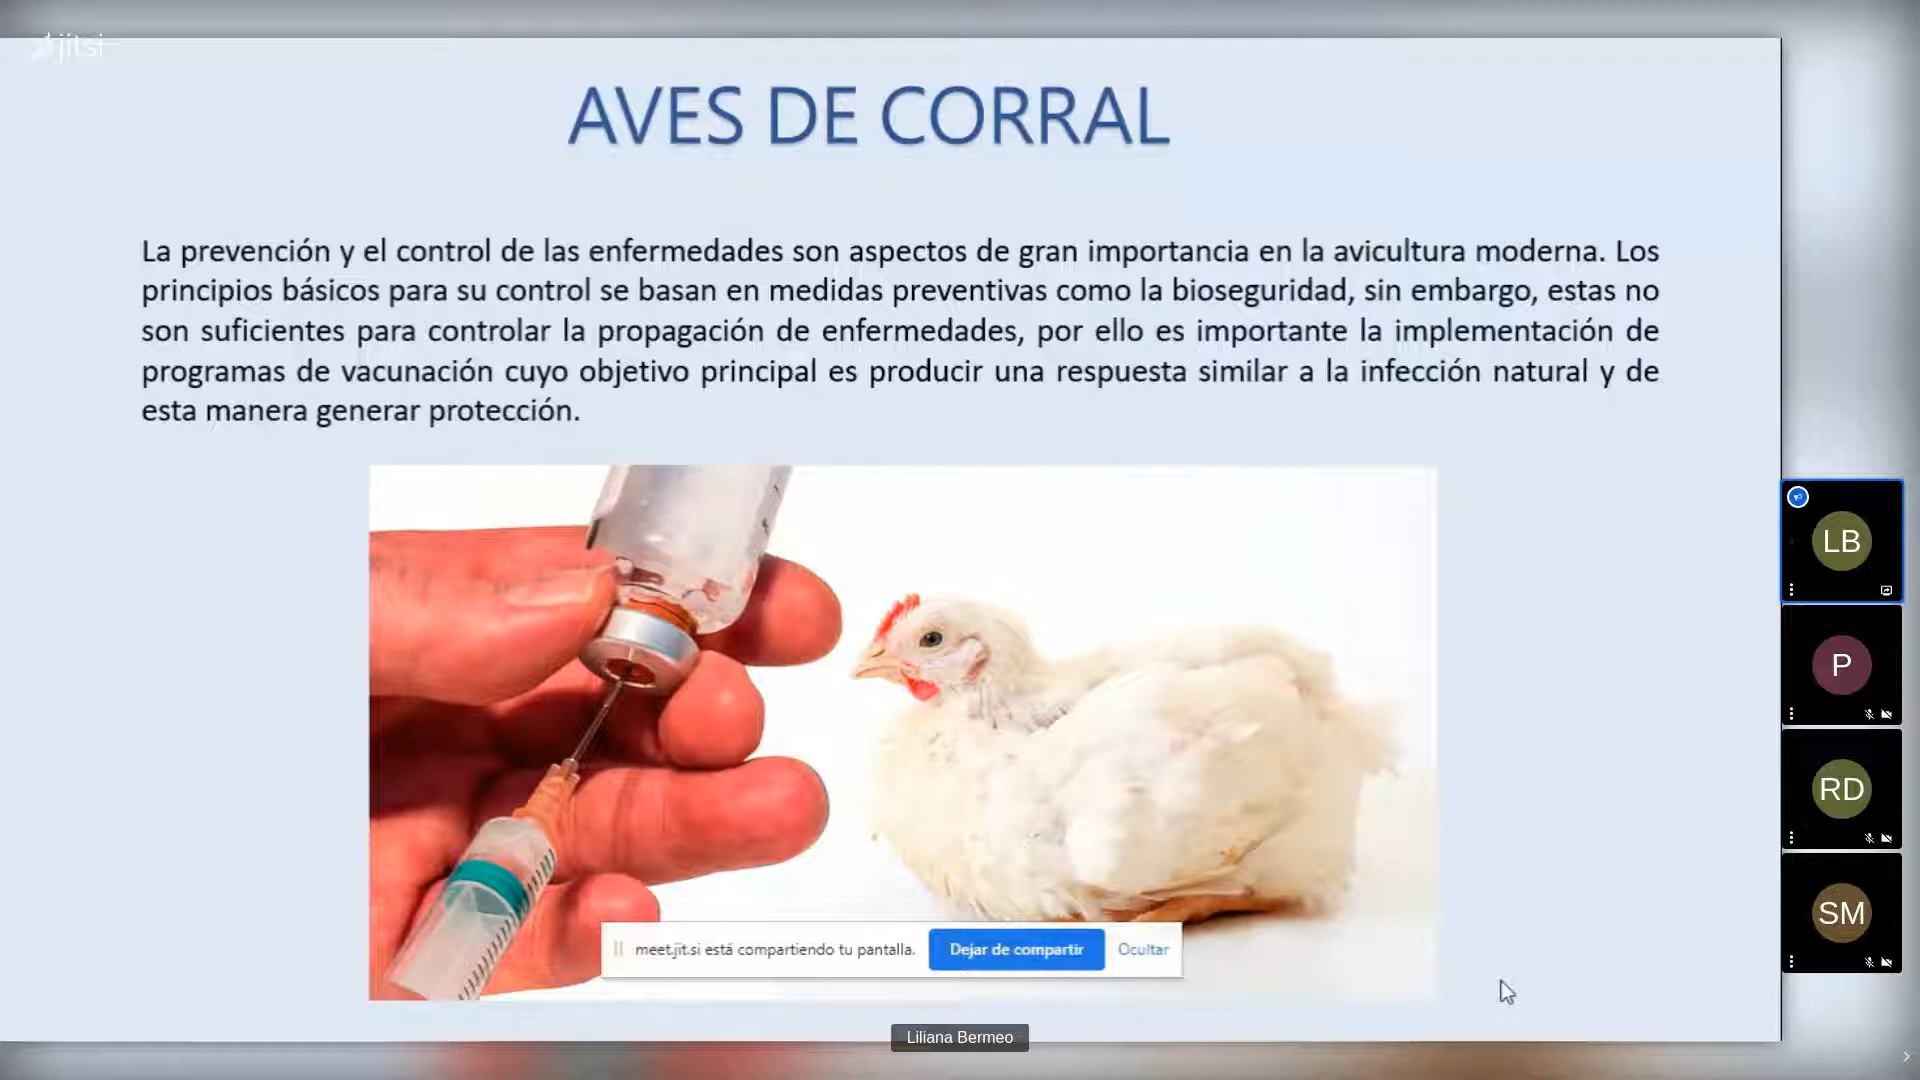 jitsi
AVES DE CORRAL
La prevención y el control de las enfermedades son aspectos de gran importancia en la avicultura moderna. Los
principios básicos para su control se basan en medidas preventivas como la bioseguridad, sin embargo, estas no
son suficientes para controlar la propagación de enfermedades, por ello es importante la implementación de
programas de vacunación cuyo objetivo principal es producir una respuesta similar a la infección natural y de
esta manera generar protección.
LB
P
RD
SM
meet.jit.si está compartiendo tu pantalla. Dejar de compartir Ocultar
Liliana Bermeo